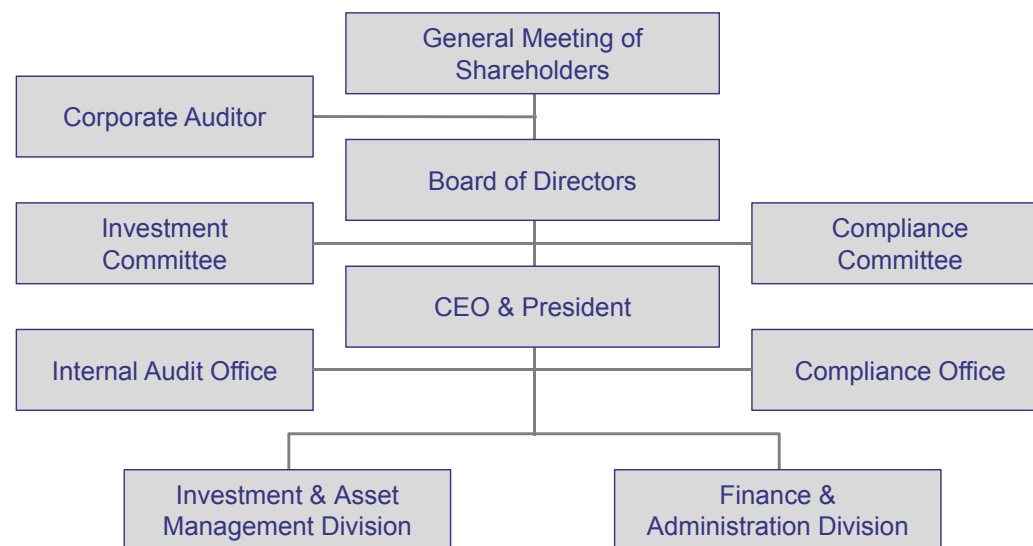 General Meeting of
Shareholders
Corporate Auditor
Board of Directors
Investment
Committee
Compliance
Committee
CEO & President
Internal Audit Office
Compliance Office
Investment & Asset
Management Division
Finance &
Administration Division